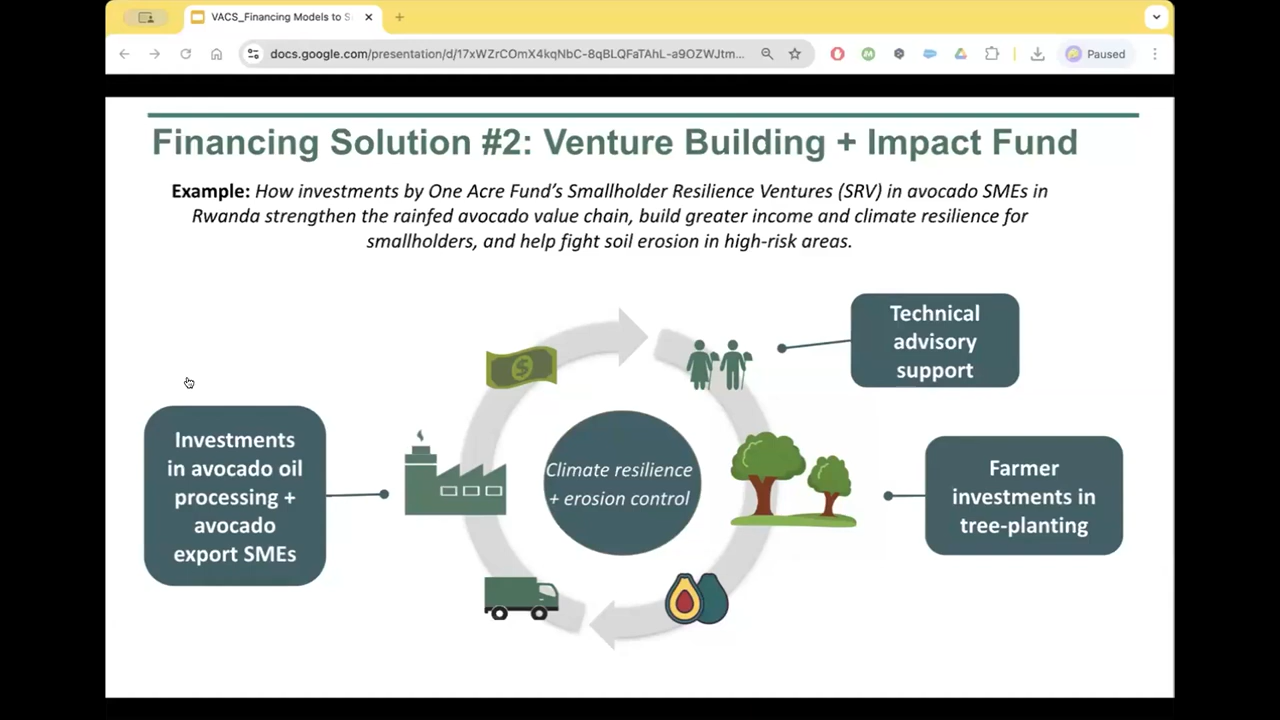 VACS_Financing Models to S
docs.google.com/presentation/d/17xWZrCOmX4kqNbC-8qBLQFaTAhL-a9OZWJtm...
Paused
Financing Solution #2: Venture Building + Impact Fund
Example: How investments by One Acre Fund's Smallholder Resilience Ventures (SRV) in avocado SMEs in
Rwanda strengthen the rainfed avocado value chain, build greater income and climate resilience for
smallholders, and help fight soil erosion in high-risk areas.
Technical
advisory
support
Investments
in avocado oil
processing +
avocado
export SMEs
$
Climate resilience
+ erosion control
Farmer
investments in
tree-planting